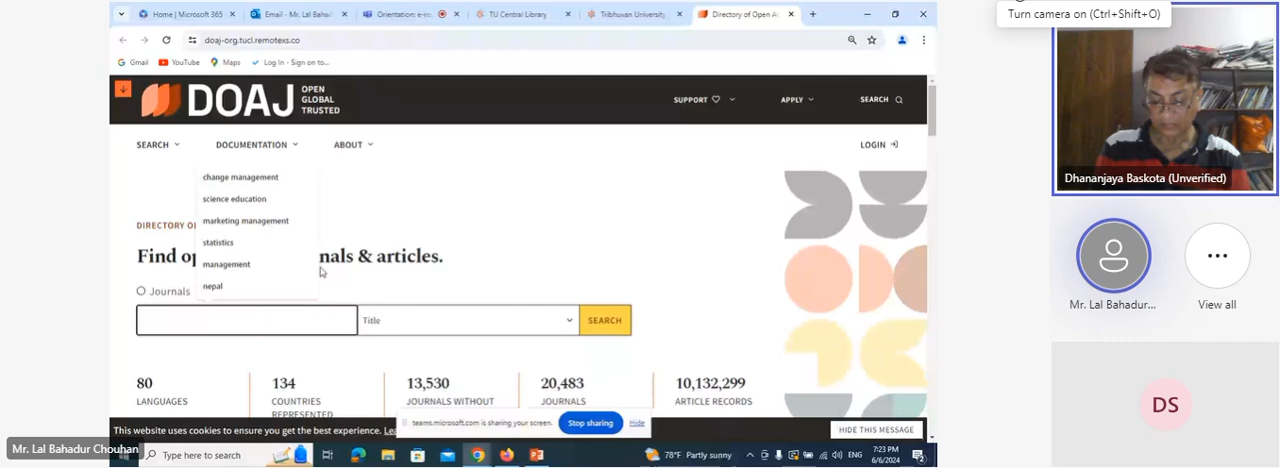 Home | Microsoft 365
Email - Mr. Lal Bahad
Orientation: e-res
TU Central Library
Tribhuvan University
Directory of Open Ac
Turn camera on (Ctrl+Shift+O)
doaj-org.tucl.remotexs.co
Gmail
YouTube
Maps
Log In - Sign on to...
DOAJ
OPEN
GLOBAL
TRUSTED
SUPPORT
APPLY
SEARCH
SEARCH
DOCUMENTATION
ABOUT
LOGIN
change management
science education
marketing management
statistics
management
nepal
DIRECTORY O
Find op
nals & articles.
Journals
Title
SEARCH
80
LANGUAGES
134
COUNTRIES
REPRESENTED
13,530
JOURNALS WITHOUT
20,483
JOURNALS
10,132,299
ARTICLE RECORDS
teams.microsoft.com is sharing your screen.
Stop sharing
Hide
This website uses cookies to ensure you get the best experience. Lea
HIDE THIS MESSAGE
Mr. Lal Bahadur Chouhan
Type here to search
78°F Partly sunny
ENG
7:23 PM
6/6/2024
2
Dhananjaya Baskota (Unverified)
Mr. Lal Bahadur...
View all
DS